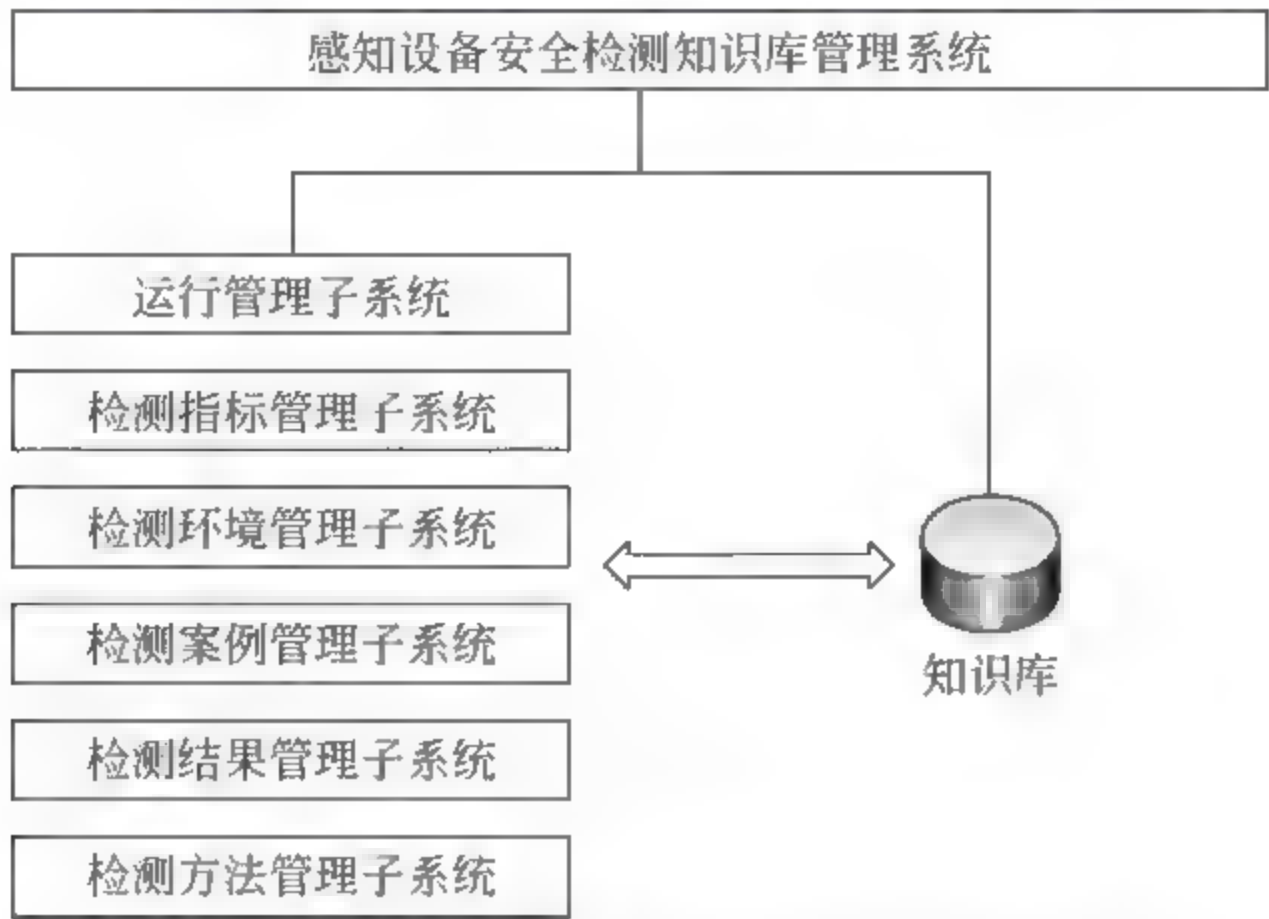 感知设备安全检测知识库管理系统
运行管理子系统
检测指标管理子系统
检测环境管理子系统
检测案例管理子系统
知识库
检测结果管理子系统
检测方法管理子系统